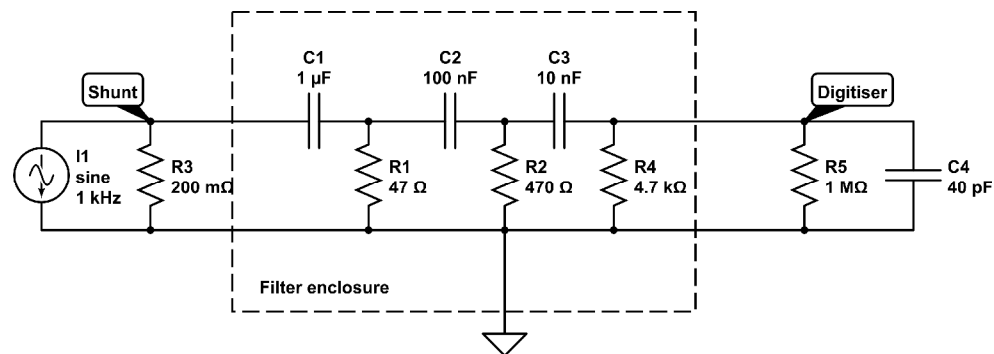 C1
1 µF
C2
100 nF
C3
10 nF
Shunt
Digitiser
I1
sine
1 kHz
R3
200 mΩ
R1
47 Ω
R2
470 Ω
R4
4.7 kΩ
R5
1 MΩ
C4
40 pF
Filter enclosure